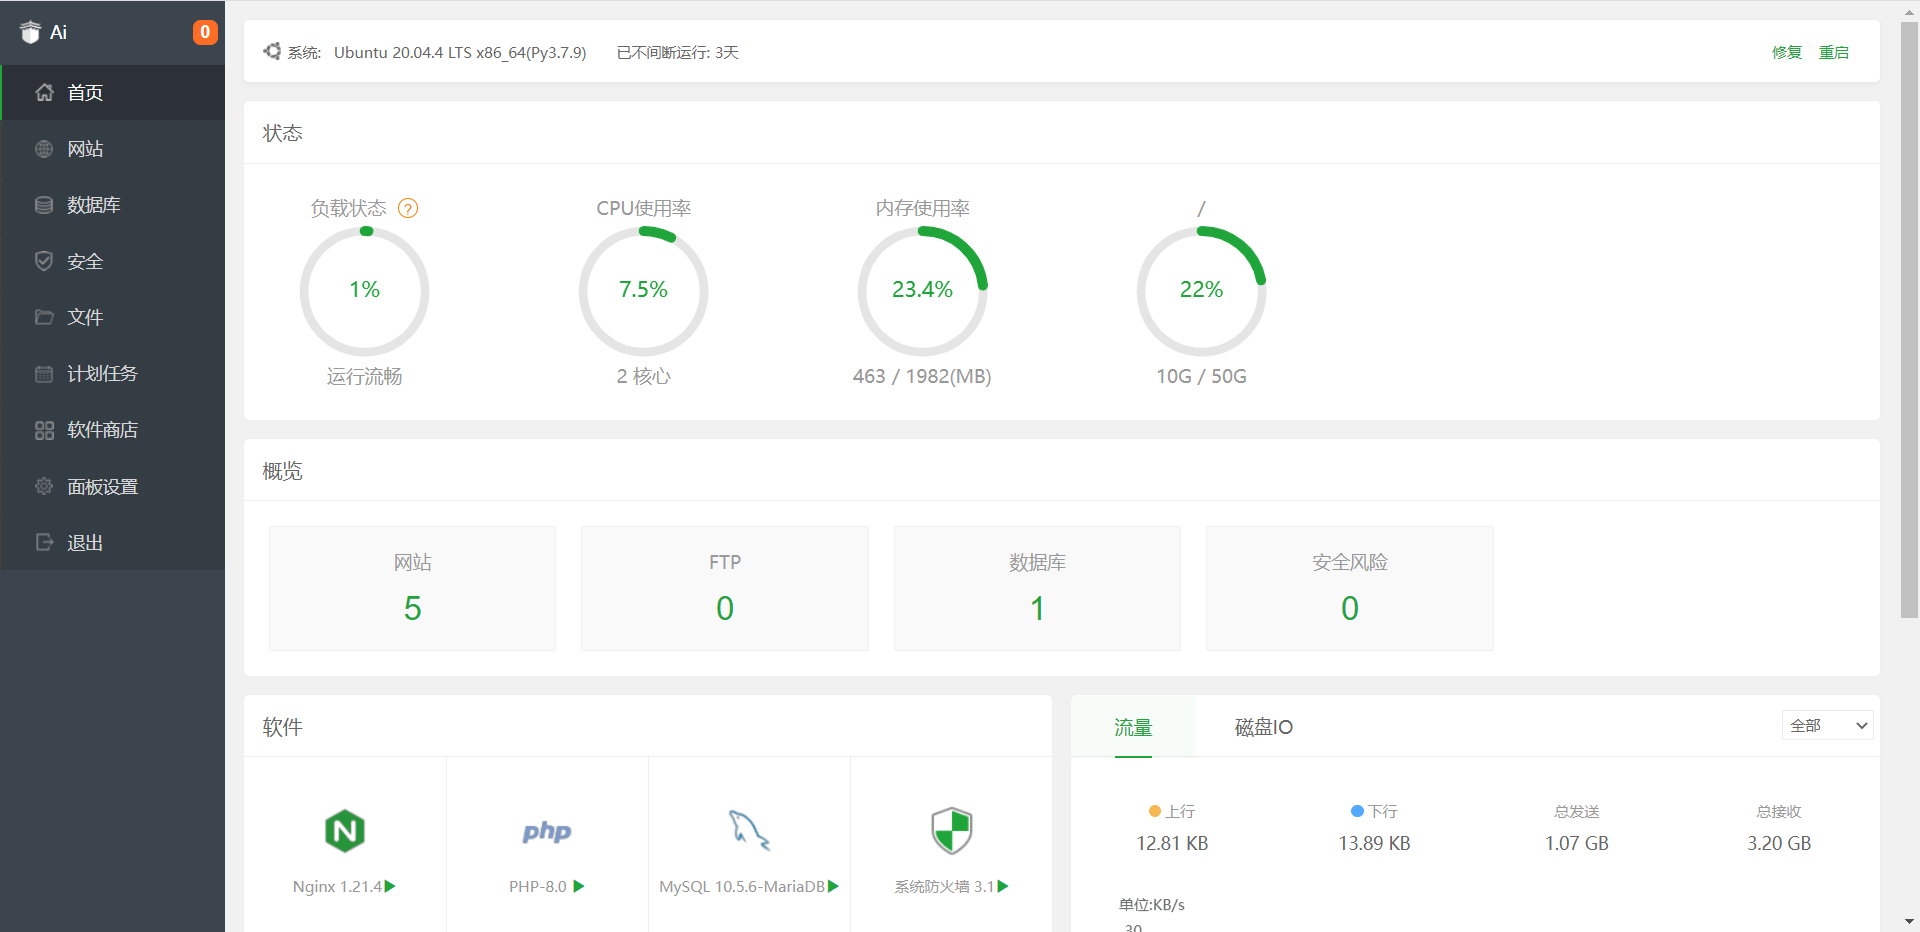 Ai
0
首页
网站
数据库
安全
文件
计划任务
软件商店
面板设置
退出
系统: Ubuntu 20.04.4 LTS x86_64(Py3.7.9) 已不间断运行: 3天
修复 重启
状态
负载状态 ?
1%
运行流畅
CPU使用率
7.5%
2 核心
内存使用率
23.4%
463 / 1982(MB)
/
22%
10G / 50G
概览
网站
5
FTP
0
数据库
1
安全风险
0
软件
N
Nginx 1.21.4
php
PHP-8.0
MySQL 10.5.6-MariaDB
系统防火墙 3.1
流量
磁盘IO
全部
上行
12.81 KB
下行
13.89 KB
总发送
1.07 GB
总接收
3.20 GB
单位:KB/s
30